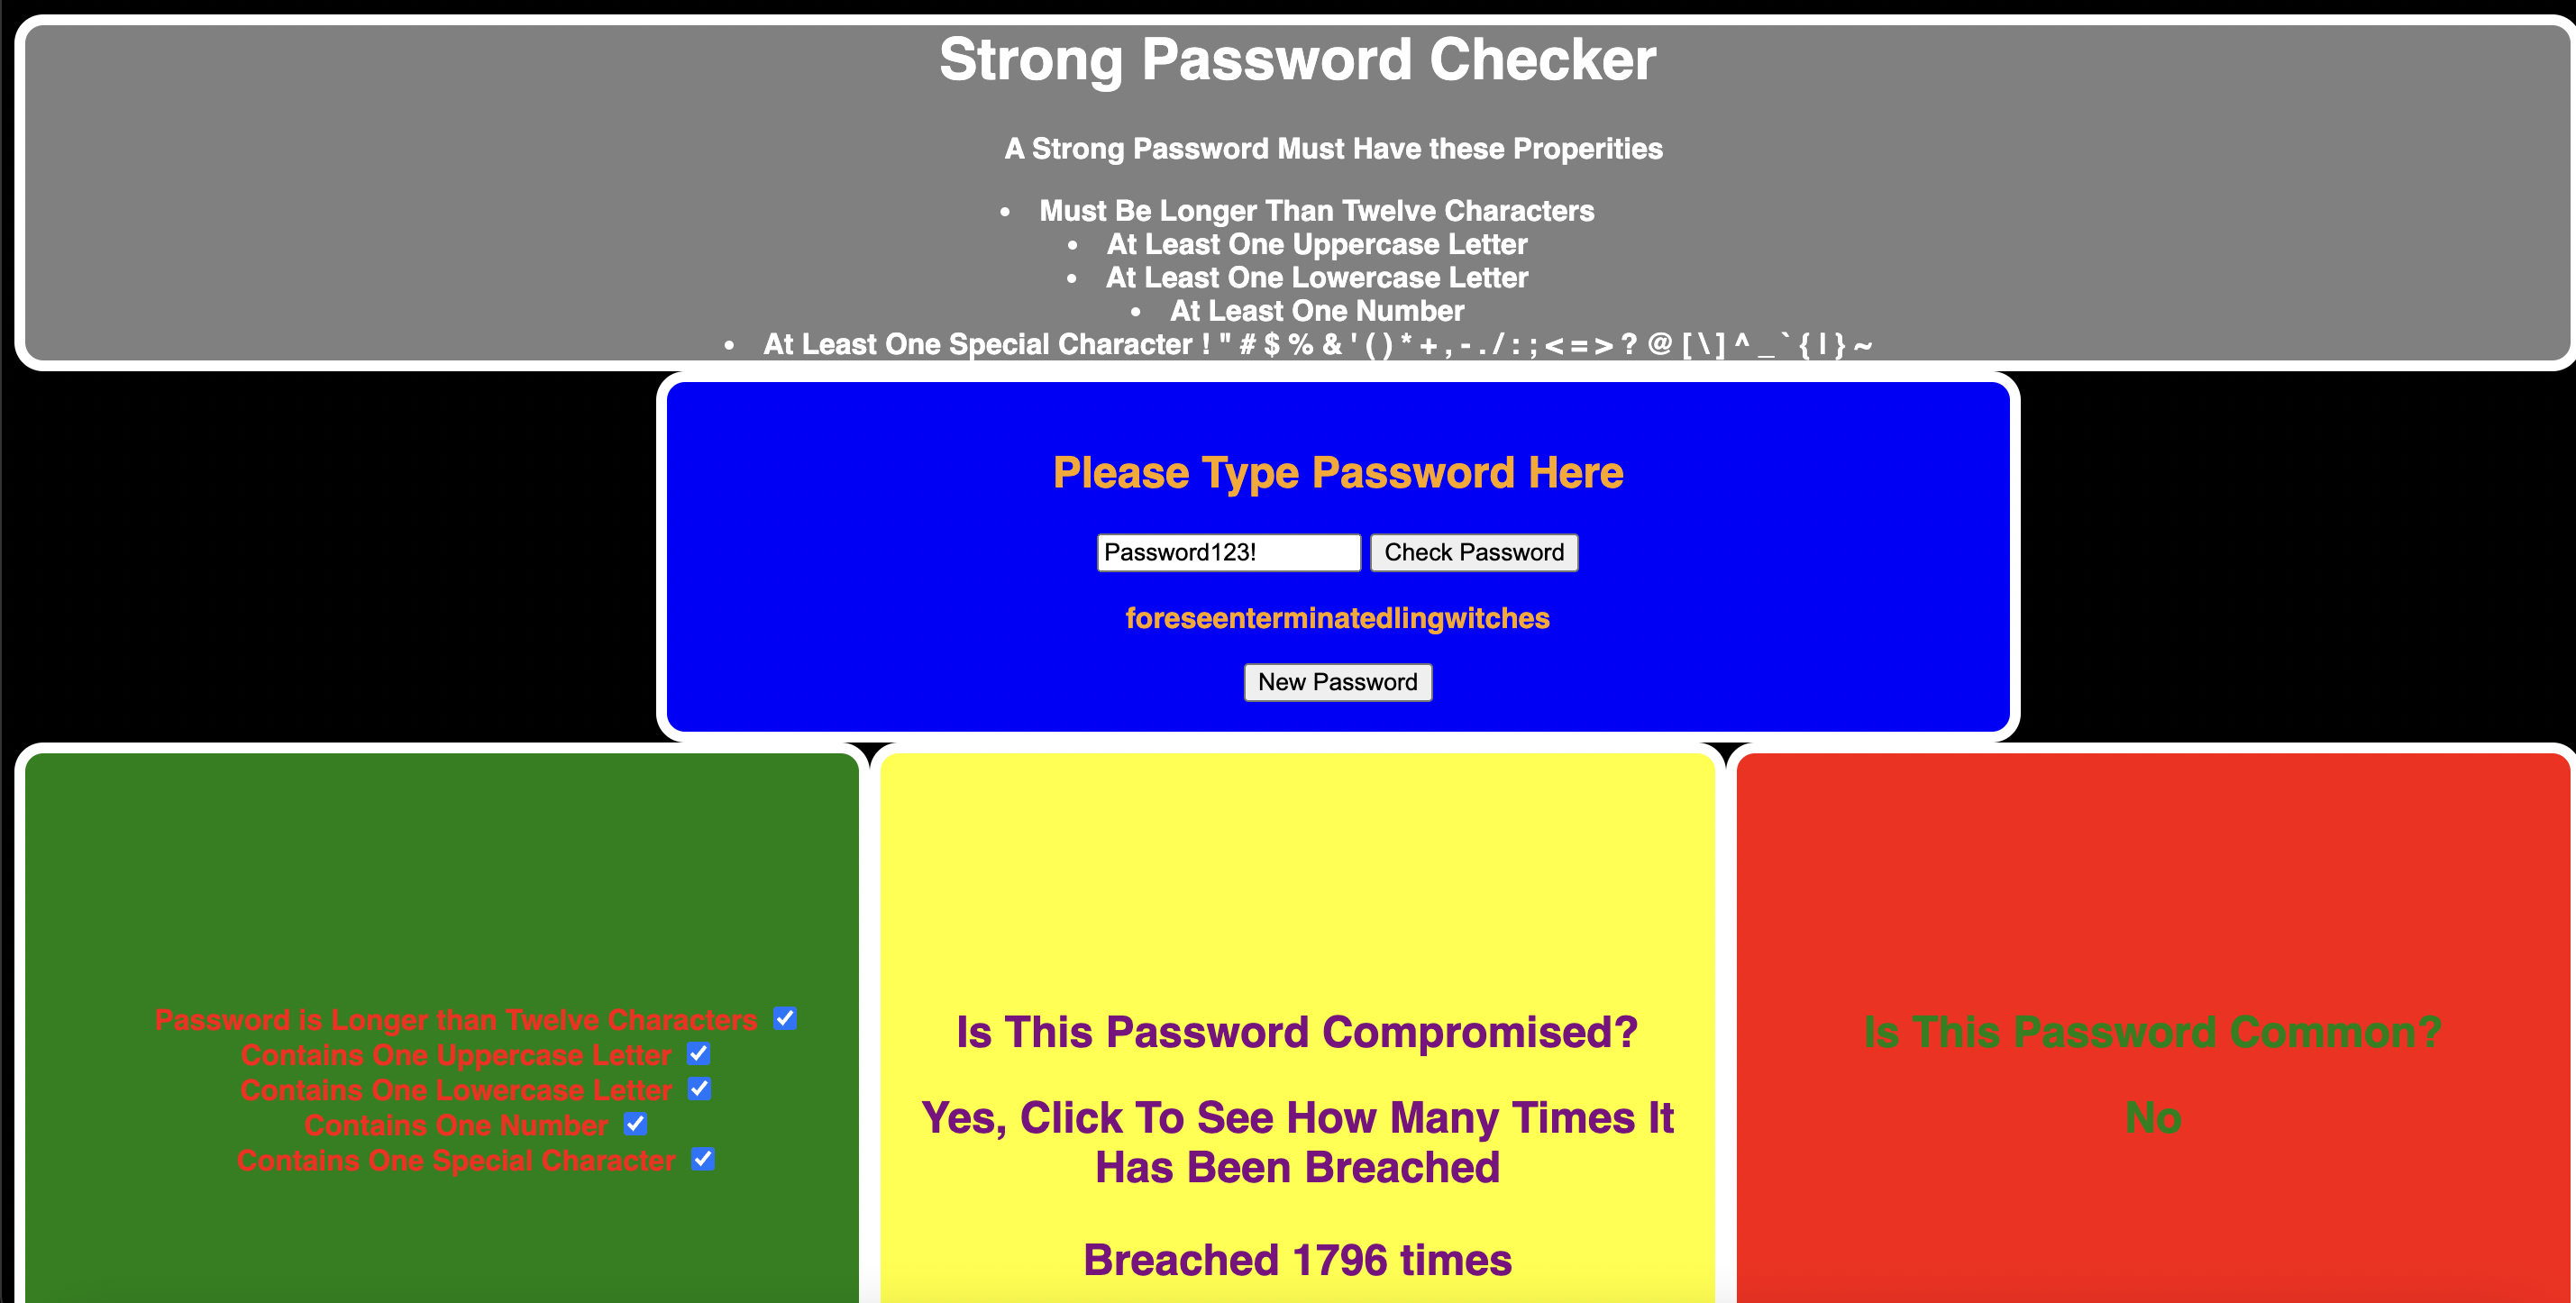 Strong Password Checker
A Strong Password Must Have these Properities
• Must Be Longer Than Twelve Characters
• At Least One Uppercase Letter
• At Least One Lowercase Letter
• At Least One Number
• At Least One Special Character ! " # $ % & ' ( ) * + , - . / : ; < = > ? @ [ \ ] ^ _ ` { | } ~
Please Type Password Here
Password123! Check Password
foreseenterminatedlingwitches
New Password
Password is Longer than Twelve Characters
Contains One Uppercase Letter
Contains One Lowercase Letter
Contains One Number
Contains One Special Character
Is This Password Compromised?
Yes, Click To See How Many Times It
Has Been Breached
Breached 1796 times
Is This Password Common?
No